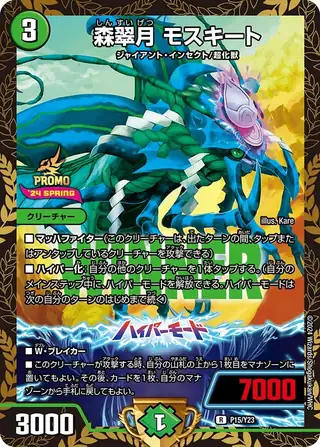 3
しんすいげつ
森翠月 モスキート
ジャイアント・インセクト/超化獣
PROMO
'24 SPRING
クリーチャー
illus. Kare
■マッハファイター(このクリーチャーは、出たターンの間、タップまた
はアンタップしているクリーチャーを攻撃できる)
■ハイパー化:自分の他のクリーチャーを1体タップする。(自分の
メインステップ中に、ハイパーモードを解放できる。ハイパーモードは
次の自分のターンのはじめまで続く)
ハイパーモード
■W・ブレイカー
■このクリーチャーが攻撃する時、自分の山札の上から1枚目をマナゾーンに
置いてもよい。その後、カードを1枚、自分のマナ
ゾーンから手札に戻してもよい。
7000
3000
1
R P15/Y23